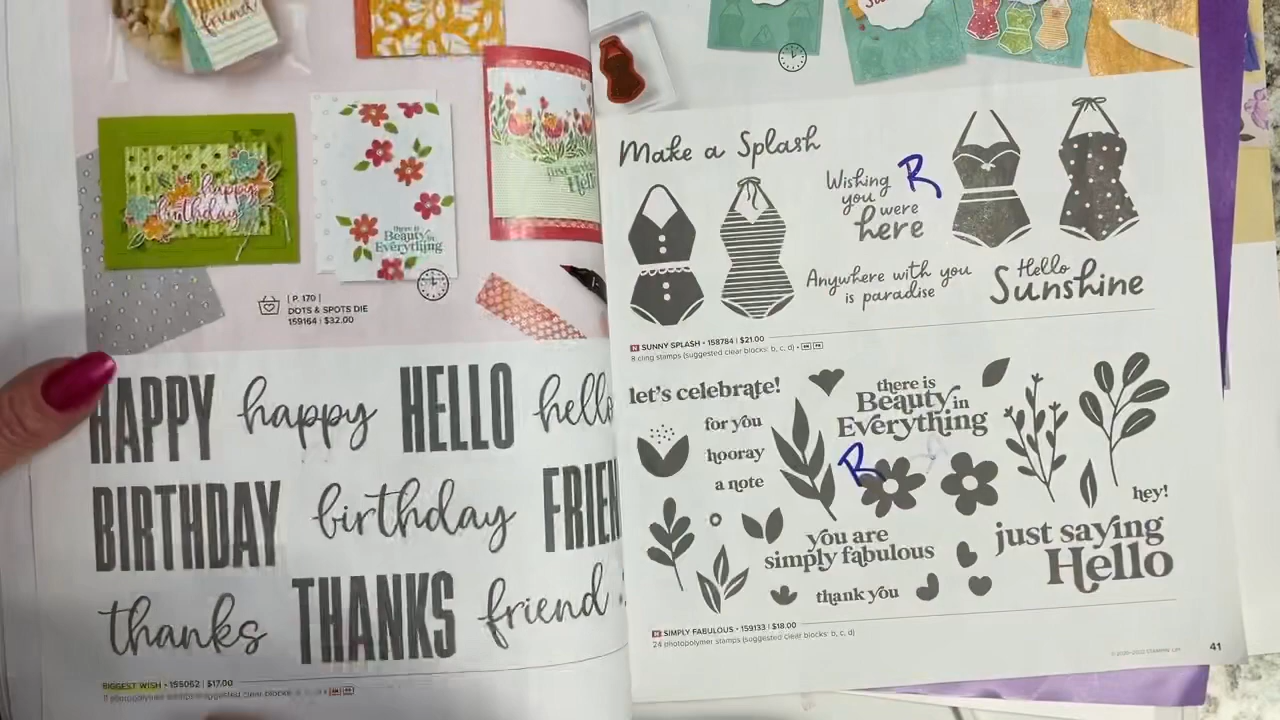 friend
happy
birthday
there is
Beauty in
Everything
just say
Hell
| P. 170 |
DOTS & SPOTS DIE
159164 | $32.00
HAPPY happy HELLO hello
BIRTHDAY birthday FRIEN
thanks THANKS friend
BIGGEST WISH • 155062 | $17.00
Make a Splash
Wishing
you were
here
R
Anywhere with you
is paradise
Hello
Sunshine
N SUNNY SPLASH • 158784 | $21.00
8 cling stamps (suggested clear blocks: b, c, d) •
let's celebrate!
for you
hooray
a note
there is
Beauty in
Everything
R
hey!
you are
simply fabulous
just saying
Hello
thank you
N SIMPLY FABULOUS • 159133 | $18.00
24 photopolymer stamps (suggested clear blocks: b, c, d)
41